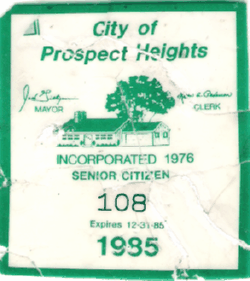 City of
Prospect Heights
MAYOR CLERK
INCORPORATED 1976
SENIOR CITIZEN
108
Expires 12-31-85
1985